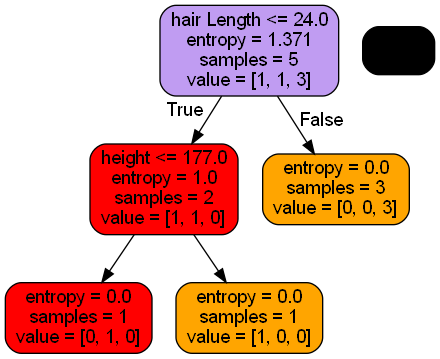 hair Length <= 24.0
entropy = 1.371
samples = 5
value = [1, 1, 3]
True
False
height <= 177.0
entropy = 1.0
samples = 2
value = [1, 1, 0]
entropy = 0.0
samples = 3
value = [0, 0, 3]
entropy = 0.0
samples = 1
value = [0, 1, 0]
entropy = 0.0
samples = 1
value = [1, 0, 0]